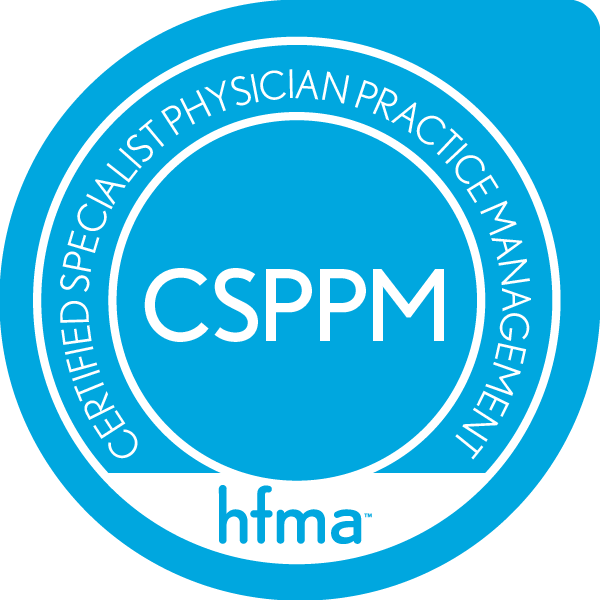 CERTIFIED SPECIALIST PHYSICIAN PRACTICE MANAGEMENT
CSPPM
hfma™